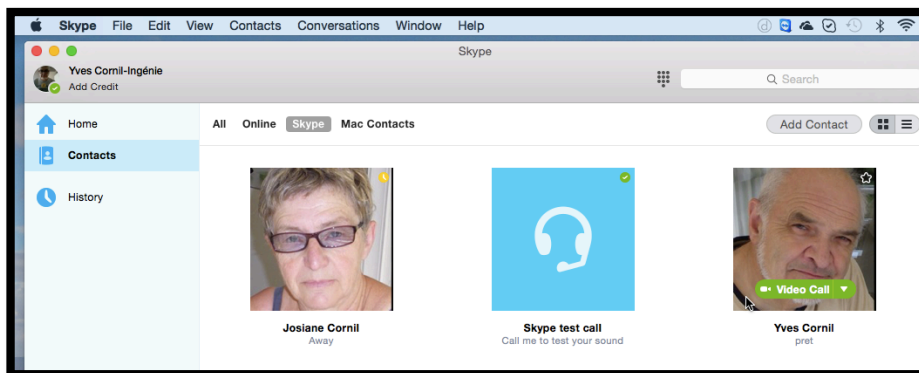 Skype File Edit View Contacts Conversations Window Help
Skype
Yves Cornil-Ingénie
Add Credit
Search
Home
All Online Skype Mac Contacts
Add Contact
Contacts
History
Video Call
Josiane Cornil
Skype test call
Yves Cornil
Away
Call me to test your sound
pret